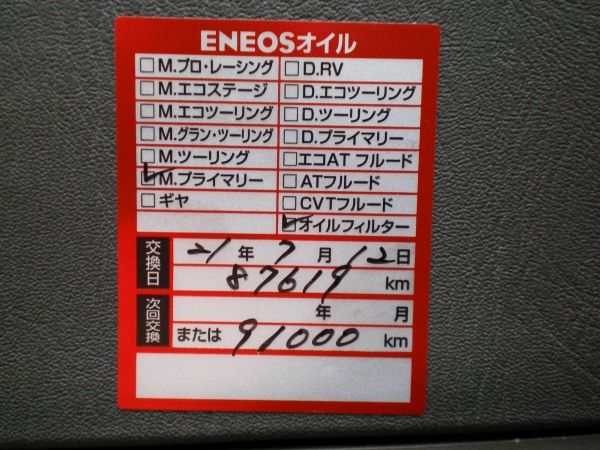 ENEOSオイル
□M.プロ・レーシング □D.RV
□M.エコステージ □D.エコツーリング
□M.エコツーリング □D.ツーリング
□M.グラン・ツーリング □D.プライマリー
□M.ツーリング □エコAT フルード
☑M.プライマリー □ATフルード
□ギヤ □CVTフルード
☑オイルフィルター
交換日 21年 7月 12日
87619 km
次回交換 年 月
または 91000 km